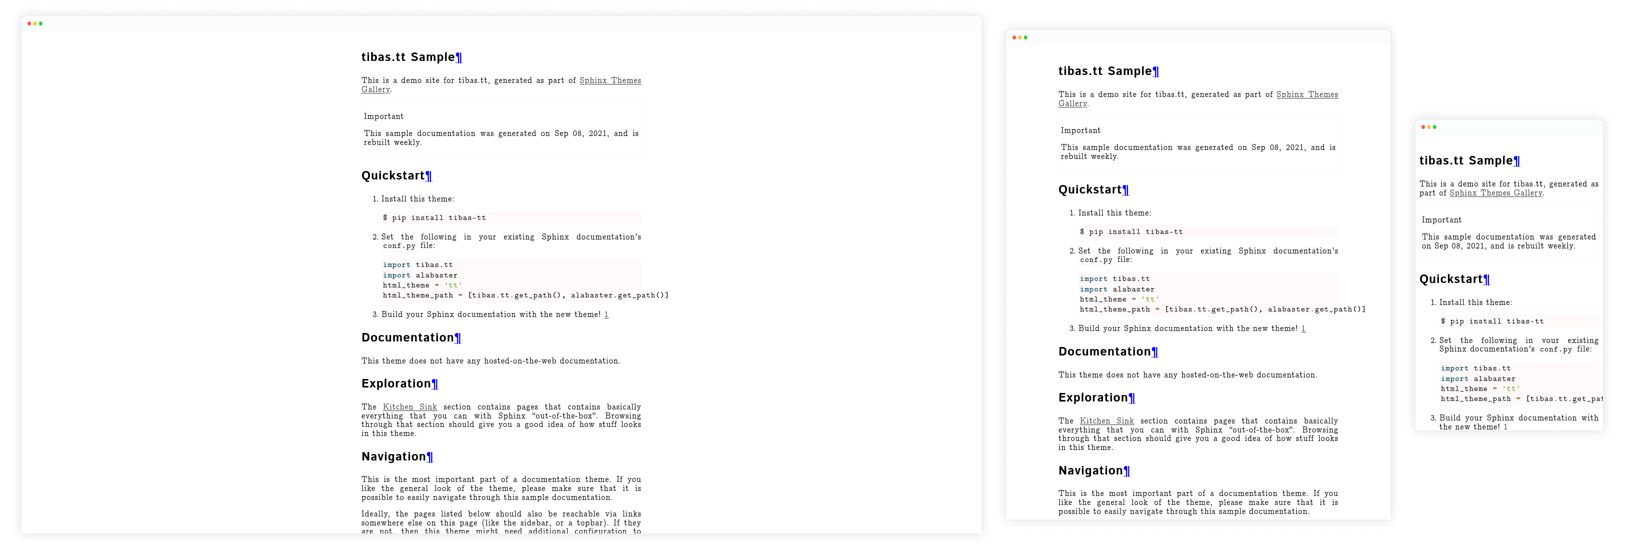 tibas.tt Sample¶
This is a demo site for tibas.tt, generated as part of Sphinx Themes
Gallery.
Important
This sample documentation was generated on Sep 08, 2021, and is
rebuilt weekly.
Quickstart¶
1. Install this theme:
$ pip install tibas-tt
2. Set the following in your existing Sphinx documentation's
conf.py file:
import tibas.tt
import alabaster
html_theme = 'tt'
html_theme_path = [tibas.tt.get_path(), alabaster.get_path()]
3. Build your Sphinx documentation with the new theme! 1
Documentation¶
This theme does not have any hosted-on-the-web documentation.
Exploration¶
The Kitchen Sink section contains pages that contains basically
everything that you can with Sphinx “out-of-the-box”. Browsing
through that section should give you a good idea of how stuff looks
in this theme.
Navigation¶
This is the most important part of a documentation theme. If you
like the general look of the theme, please make sure that it is
possible to easily navigate through this sample documentation.
Ideally, the pages listed below should also be reachable via links
somewhere else on this page (like the sidebar, or a topbar). If they
are not, then this theme might need additional configuration to
tibas.tt Sample¶
This is a demo site for tibas.tt, generated as part of Sphinx Themes
Gallery.
Important
This sample documentation was generated on Sep 08, 2021, and is
rebuilt weekly.
Quickstart¶
1. Install this theme:
$ pip install tibas-tt
2. Set the following in your existing Sphinx documentation's
conf.py file:
import tibas.tt
import alabaster
html_theme = 'tt'
html_theme_path = [tibas.tt.get_path(), alabaster.get_path()]
3. Build your Sphinx documentation with the new theme! 1
Documentation¶
This theme does not have any hosted-on-the-web documentation.
Exploration¶
The Kitchen Sink section contains pages that contains basically
everything that you can with Sphinx “out-of-the-box”. Browsing
through that section should give you a good idea of how stuff looks
in this theme.
Navigation¶
This is the most important part of a documentation theme. If you
like the general look of the theme, please make sure that it is
possible to easily navigate through this sample documentation.
tibas.tt Sample¶
This is a demo site for tibas.tt, generated as
part of Sphinx Themes Gallery.
Important
This sample documentation was generated
on Sep 08, 2021, and is rebuilt weekly.
Quickstart¶
1. Install this theme:
$ pip install tibas-tt
2. Set the following in your existing
Sphinx documentation's conf.py file:
import tibas.tt
import alabaster
html_theme = 'tt'
html_theme_path = [tibas.tt.get_pat
3. Build your Sphinx documentation with
the new theme! 1